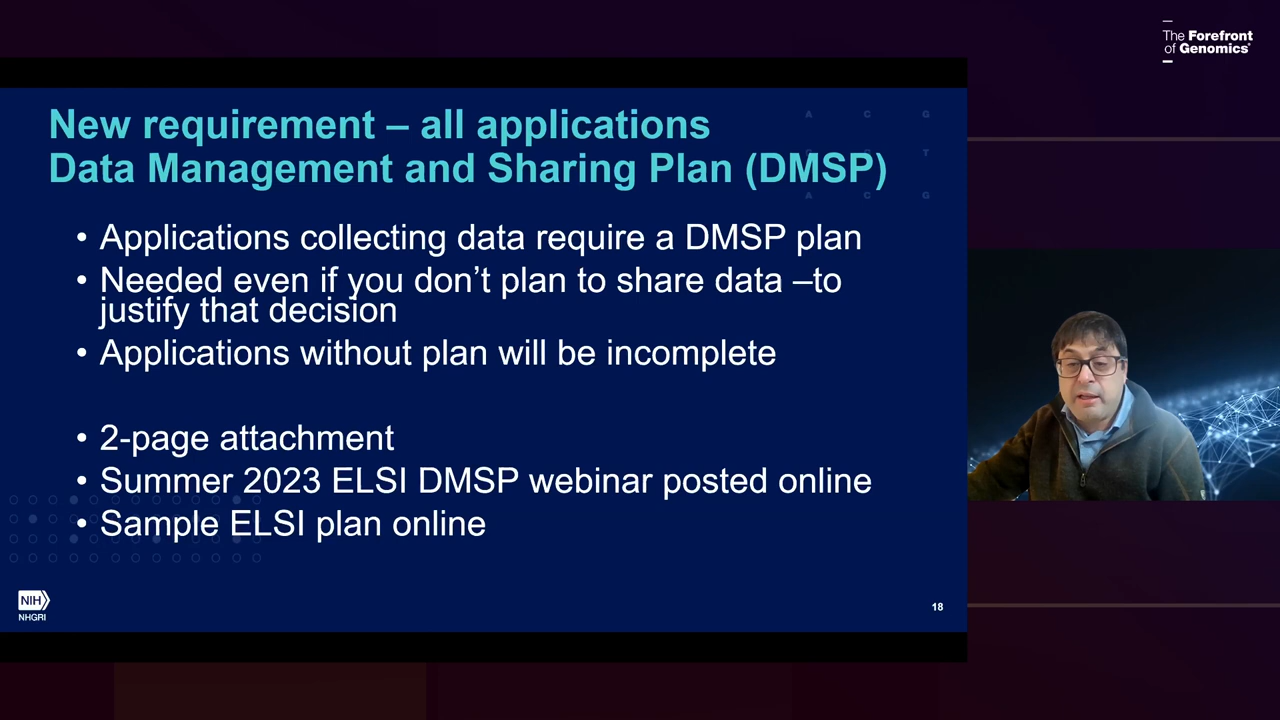 The Forefront
of Genomics®
New requirement – all applications
Data Management and Sharing Plan (DMSP)
A C G
T
A C G
• Applications collecting data require a DMSP plan
• Needed even if you don’t plan to share data –to
justify that decision
• Applications without plan will be incomplete
• 2-page attachment
• Summer 2023 ELSI DMSP webinar posted online
• Sample ELSI plan online
NIH
NHGRI
18